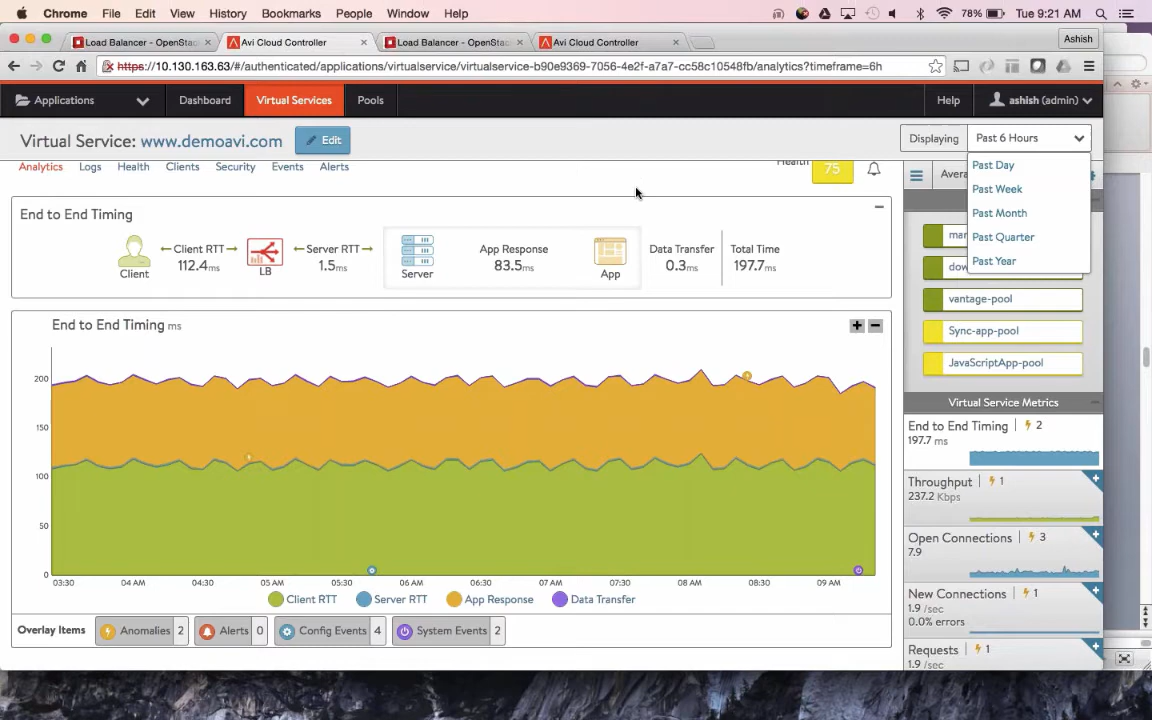 Chrome File Edit View History Bookmarks People Window Help 78% Tue 9:21 AM
Load Balancer - OpenStac × Avi Cloud Controller × Load Balancer - OpenStac × Avi Cloud Controller × Ashish
https://10.130.163.63/#/authenticated/applications/virtualservice/virtualservice-b90e9369-7056-4e2f-a7a7-cc58c10548fb/analytics?timeframe=6h
Applications Dashboard Virtual Services Pools Help ashish (admin)
Virtual Service: www.demoavi.com Edit Displaying Past 6 Hours
Analytics Logs Health Clients Security Events Alerts Health 75
Past Day
Past Week
Past Month
Past Quarter
Past Year
End to End Timing
Client RTT
112.4ms
Server RTT
1.5ms
App Response
83.5ms
Data Transfer
0.3ms
Total Time
197.7ms
Client LB Server App
End to End Timing ms
200
150
100
50
0
03:30 04 AM 04:30 05 AM 05:30 06 AM 06:30 07 AM 07:30 08 AM 08:30 09 AM
Client RTT Server RTT App Response Data Transfer
Overlay Items Anomalies 2 Alerts 0 Config Events 4 System Events 2
vantage-pool
Sync-app-pool
JavaScriptApp-pool
Virtual Service Metrics
End to End Timing 2
197.7 ms
Throughput 1
237.2 Kbps
Open Connections 3
7.9
New Connections 1
1.9 /sec
0.0% errors
Requests 1
1.9 /sec